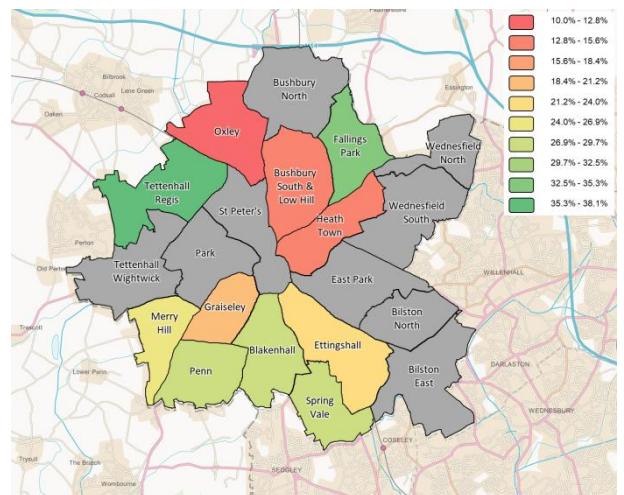 10.0% - 12.8%
12.8% - 15.6%
15.6% - 18.4%
18.4% - 21.2%
21.2% - 24.0%
24.0% - 26.9%
26.9% - 29.7%
29.7% - 32.5%
32.5% - 35.3%
35.3% - 38.1%
Bilbrook
Lane Green
Codsall
Oaken
Essington
Bushbury
North
Oxley
Fallings
Park
Wednesfield
North
Tettenhall
Regis
Bushbury
South &
Low Hill
St Peter's
Heath
Town
Wednesfield
South
Perton
Park
Tettenhall
Wightwick
East Park
WILLENHALL
Trescott
Graiseley
Merry
Hill
Bilston
North
Ettingshall
Blakenhall
DARLASTON
Lower Penn
Penn
Bilston
East
Spring
Vale
WEDNESBURY
COSELEY
SEDGLEY
Trysull
The Bratch
Wombourne